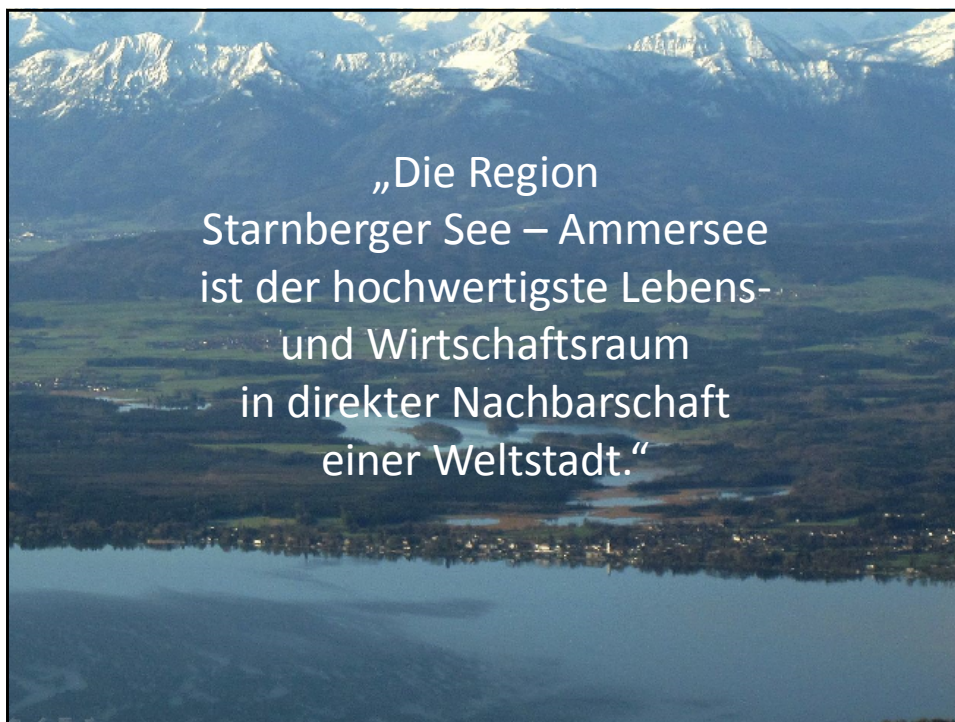 „Die Region
Starnberger See – Ammersee
ist der hochwertigste Lebens-
und Wirtschaftsraum
in direkter Nachbarschaft
einer Weltstadt.“